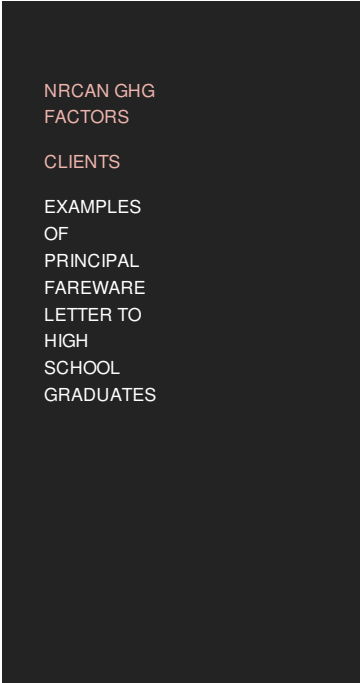 NRCAN GHG
FACTORS
CLIENTS
EXAMPLES
OF
PRINCIPAL
FAREWARE
LETTER TO
HIGH
SCHOOL
GRADUATES